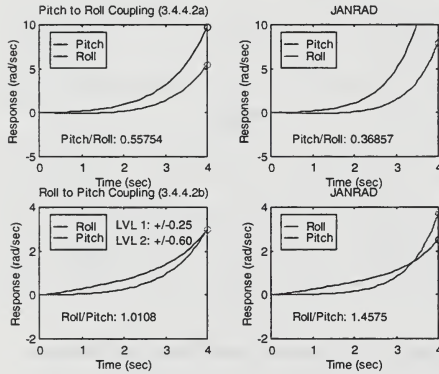 Pitch to Roll Coupling (3.4.4.2a)
10
5
0
-5
Response (rad/sec)
Pitch
Roll
Pitch/Roll: 0.55754
0 1 2 3 4
Time (sec)
JANRAD
10
5
0
-5
Response (rad/sec)
Pitch
Roll
Pitch/Roll: 0.36857
0 1 2 3 4
Time (sec)
Roll to Pitch Coupling (3.4.4.2b)
4
2
0
-2
Response (rad/sec)
Roll
Pitch
LVL 1: +/-0.25
LVL 2: +/-0.60
Roll/Pitch: 1.0108
0 1 2 3 4
Time (sec)
JANRAD
4
2
0
-2
Response (rad/sec)
Roll
Pitch
Roll/Pitch: 1.4575
0 1 2 3 4
Time (sec)